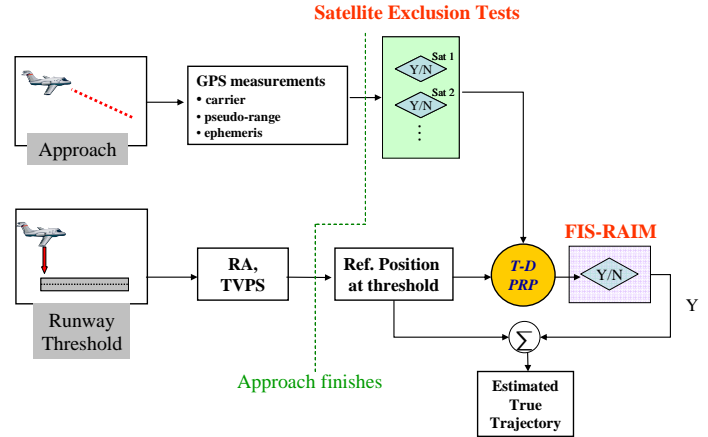 Satellite Exclusion Tests
GPS measurements
• carrier
• pseudo-range
• ephemeris
Sat 1
Y/N
Sat 2
Y/N
Approach
FIS-RAIM
RA,
TVPS
Ref. Position
at threshold
T-D
PRP
Y/N
Y
Runway
Threshold
∑
Approach finishes
Estimated
True
Trajectory